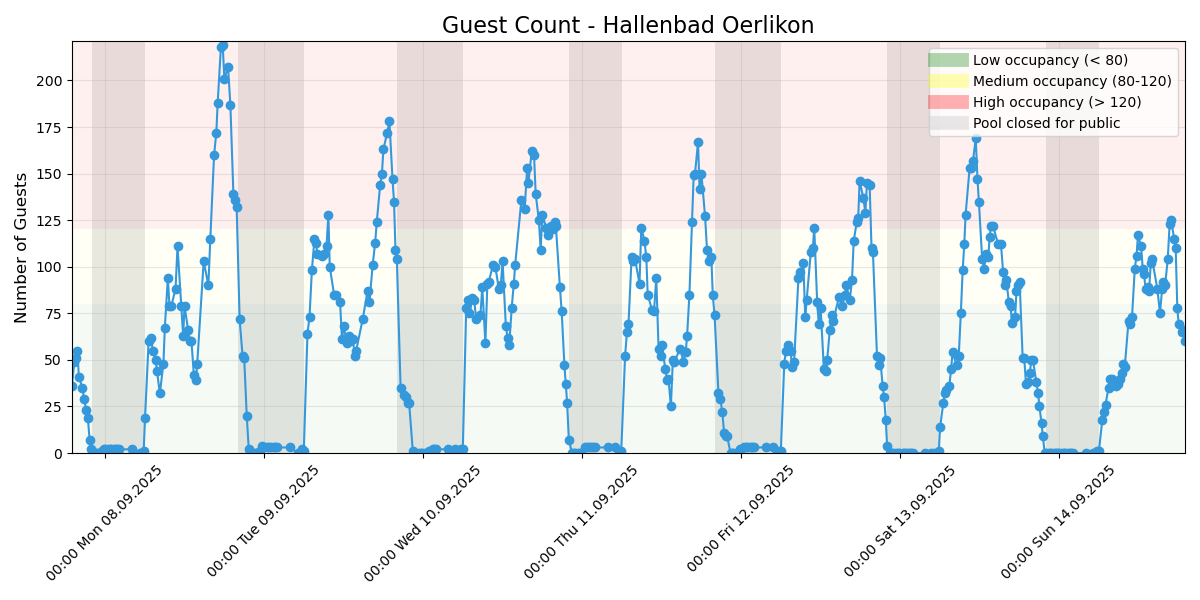 Guest Count - Hallenbad Oerlikon
Number of Guests
200
175
150
125
100
75
50
25
0
Low occupancy (< 80)
Medium occupancy (80-120)
High occupancy (> 120)
Pool closed for public
00:00 Mon 08.09.2025
00:00 Tue 09.09.2025
00:00 Wed 10.09.2025
00:00 Thu 11.09.2025
00:00 Fri 12.09.2025
00:00 Sat 13.09.2025
00:00 Sun 14.09.2025